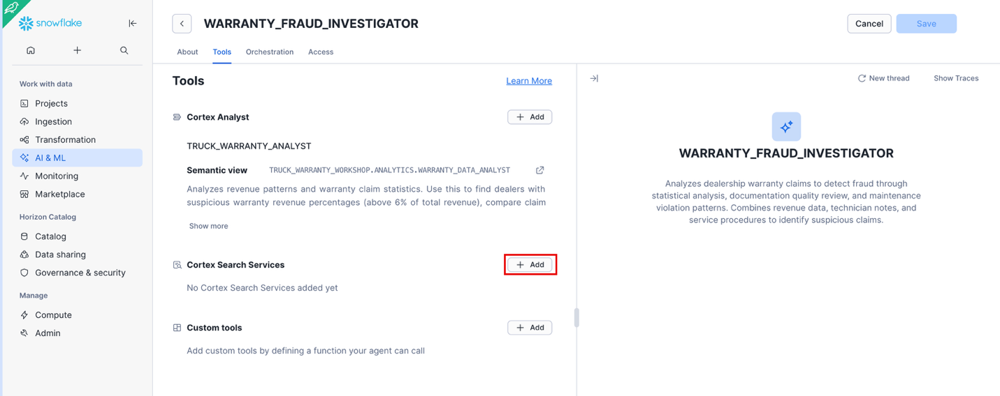 snowflake
Work with data
Projects
Ingestion
Transformation
AI & ML
Monitoring
Marketplace
Horizon Catalog
Catalog
Data sharing
Governance & security
Manage
Compute
Admin
WARRANTY_FRAUD_INVESTIGATOR
Cancel
Save
About
Tools
Orchestration
Access
Tools
Learn More
Cortex Analyst
Add
TRUCK_WARRANTY_ANALYST
Semantic view TRUCK_WARRANTY_WORKSHOP.ANALYTICS.WARRANTY_DATA_ANALYST
Analyzes revenue patterns and warranty claim statistics. Use this to find dealers with
suspicious warranty revenue percentages (above 6% of total revenue), compare claim
Show more
Cortex Search Services
Add
No Cortex Search Services added yet
Custom tools
Add
Add custom tools by defining a function your agent can call
New thread
Show Traces
WARRANTY_FRAUD_INVESTIGATOR
Analyzes dealership warranty claims to detect fraud through
statistical analysis, documentation quality review, and maintenance
violation patterns. Combines revenue data, technician notes, and
service procedures to identify suspicious claims.